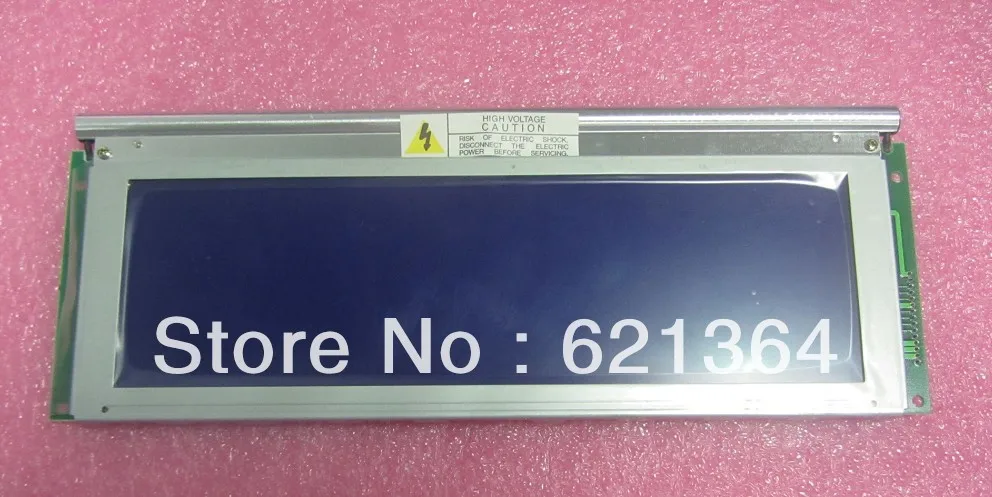 HIGH VOLTAGE
CAUTION
RISK OF ELECTRIC SHOCK,
DISCONNECT THE ELECTRIC
POWER BEFORE SERVICING.
Store No : 621364